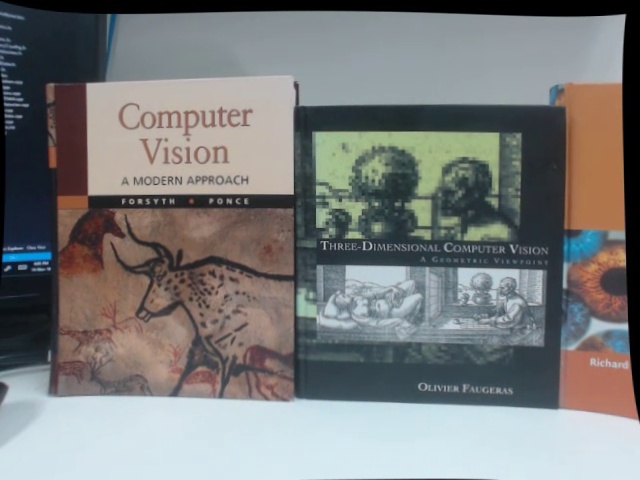 Computer
Vision
A MODERN APPROACH
FORSYTH • PONCE
THREE-DIMENSIONAL COMPUTER VISION
A GEOMETRIC VIEWPOINT
OLIVIER FAUGERAS
Richard